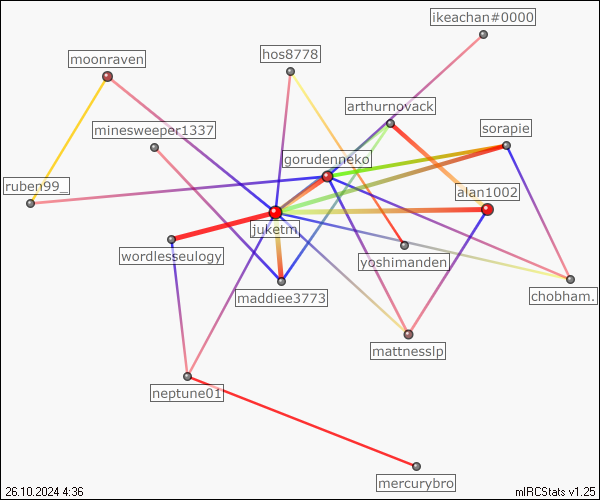 ikeachan#0000
moonraven
hos8778
arthurnovack
minesweeper1337
sorapie
gorudenneko
ruben99_
alan1002
juketm
wordlesseulogy
yoshimanden
maddiee3773
chobham.
mattnesslp
neptune01
mercurybro
26.10.2024 4:36
mIRCStats v1.25